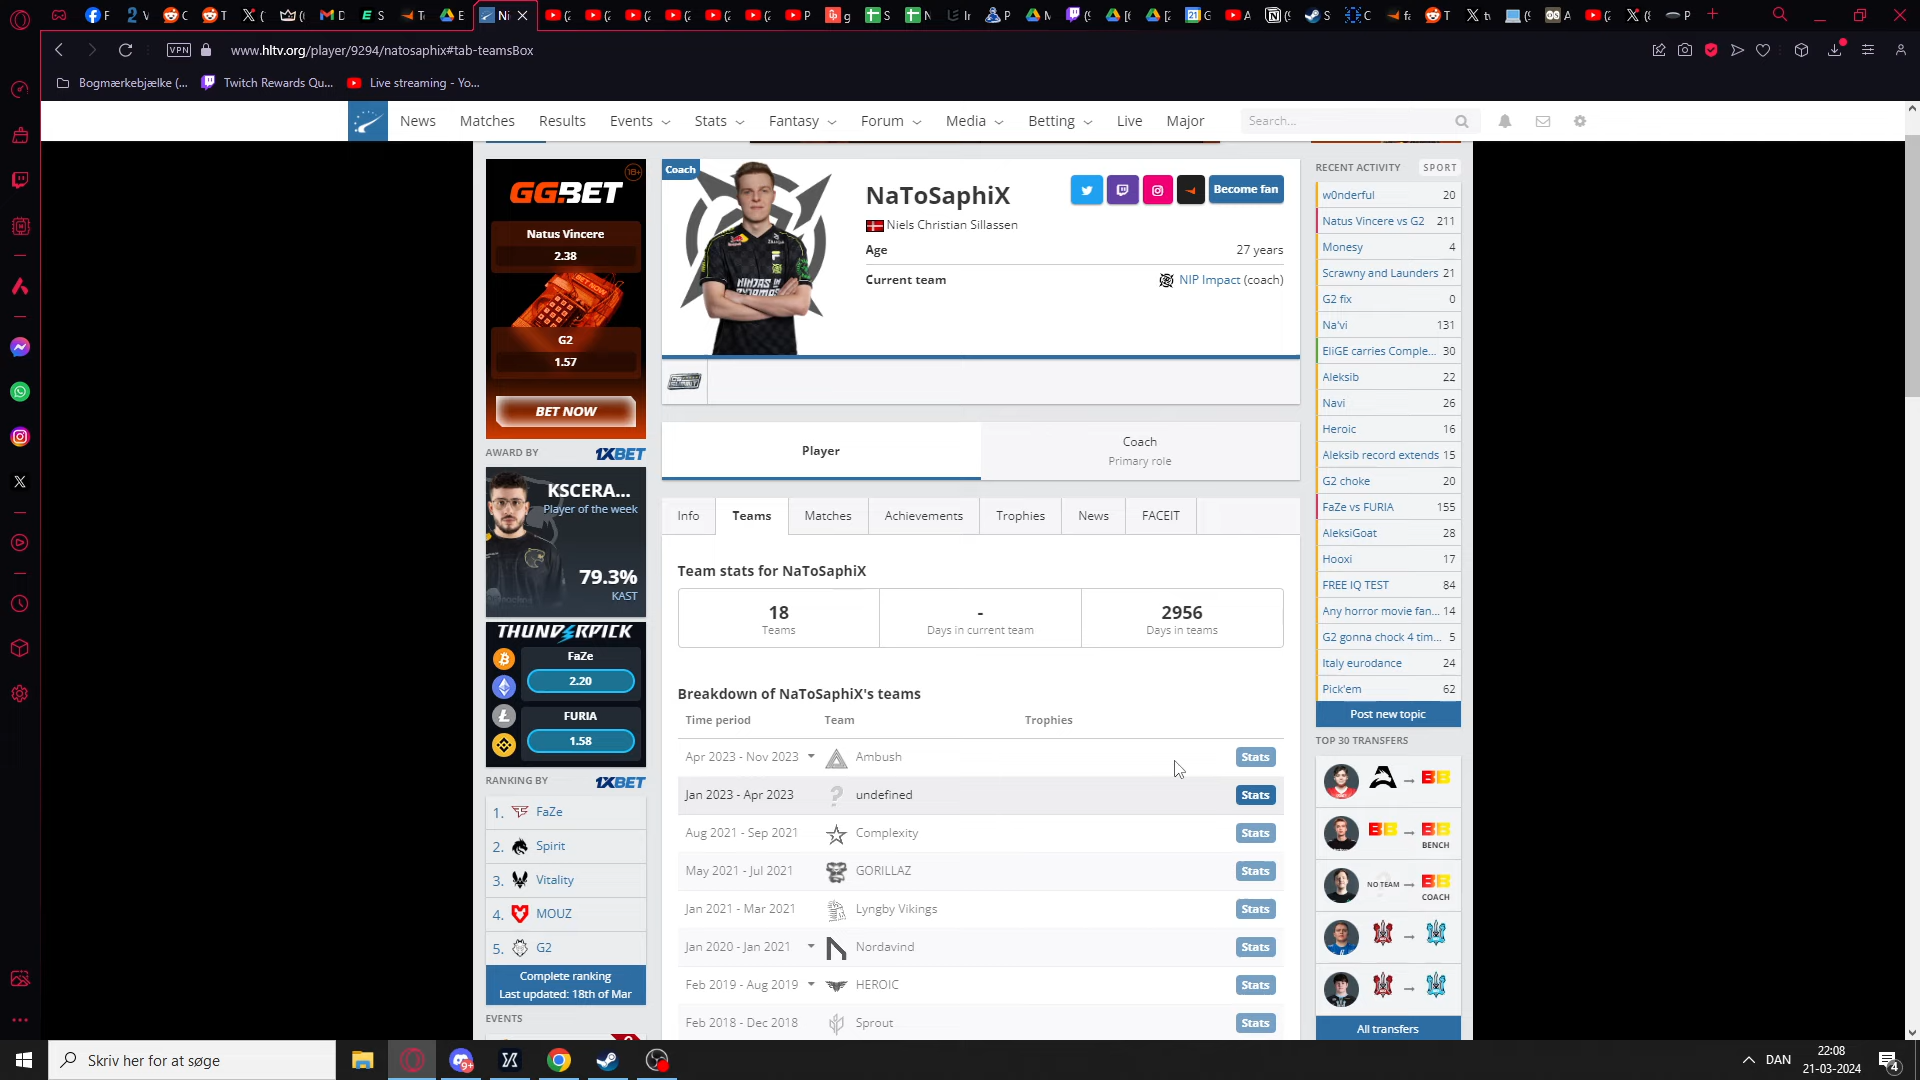 www.hltv.org/player/9294/natosaphix#tab-teamsBox
VPN
Bogmærkebjælke (...
Twitch Rewards Qu...
Live streaming - Yo...
News
Matches
Results
Events
Stats
Fantasy
Forum
Media
Betting
Live
Major
Search...
GG.BET
18+
Natus Vincere
2.38
G2
1.57
BET NOW
AWARD BY
1XBET
KSCERA...
Player of the week
79.3%
KAST
THUNDERPICK
FaZe
2.20
FURIA
1.58
RANKING BY
1XBET
1. FaZe
2. Spirit
3. Vitality
4. MOUZ
5. G2
Complete ranking
Last updated: 18th of Mar
EVENTS
Coach
NaToSaphiX
Niels Christian Sillassen
Become fan
Age
27 years
Current team
NIP Impact (coach)
Player
Coach
Primary role
Info
Teams
Matches
Achievements
Trophies
News
FACEIT
Team stats for NaToSaphiX
18
Teams
-
Days in current team
2956
Days in teams
Breakdown of NaToSaphiX's teams
Time period Team Trophies
Apr 2023 - Nov 2023 Ambush Stats
Jan 2023 - Apr 2023 ? undefined Stats
Aug 2021 - Sep 2021 Complexity Stats
May 2021 - Jul 2021 GORILLAZ Stats
Jan 2021 - Mar 2021 Lyngby Vikings Stats
Jan 2020 - Jan 2021 Nordavind Stats
Feb 2019 - Aug 2019 HEROIC Stats
Feb 2018 - Dec 2018 Sprout Stats
RECENT ACTIVITY SPORT
w0nderful 20
Natus Vincere vs G2 211
Monesy 4
Scrawny and Launders 21
G2 fix 0
Na'vi 131
EliGE carries Comple... 30
Aleksib 22
Navi 26
Heroic 16
Aleksib record extends 15
G2 choke 20
FaZe vs FURIA 155
AleksiGoat 28
Hooxi 17
FREE IQ TEST 84
Any horror movie fan... 14
G2 gonna chock 4 tim... 5
Italy eurodance 24
Pick'em 62
Post new topic
TOP 30 TRANSFERS
BB
BB
BB
BENCH
NO TEAM
BB
COACH
All transfers
Skriv her for at søge
9+
DAN
22:08
21-03-2024
4